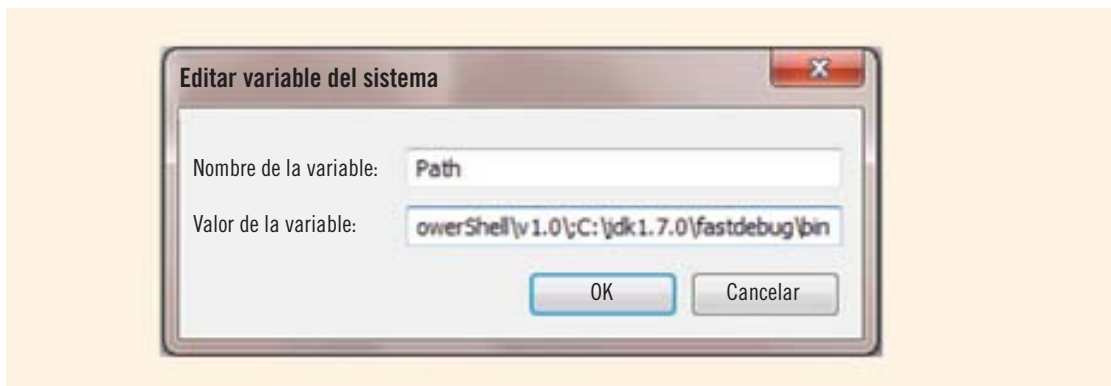 Editar variable del sistema
Nombre de la variable: Path
Valor de la variable: owerShell\v1.0\;C:\jdk1.7.0\fastdebug\bin
OK Cancelar